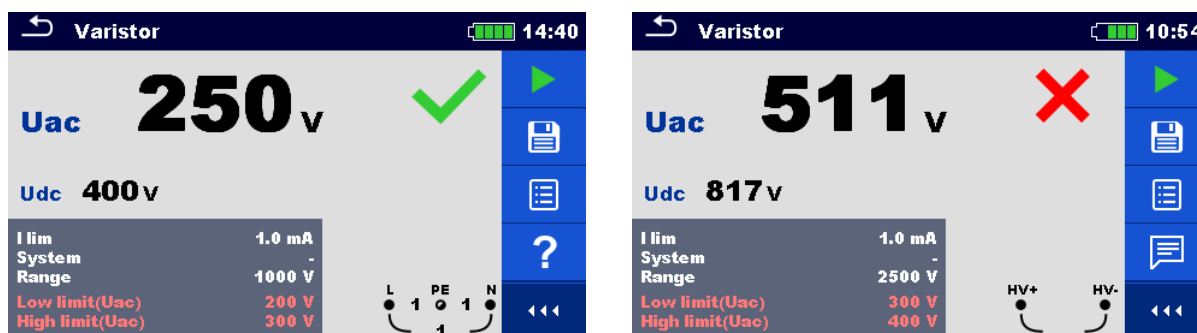 Varistor 14:40
Uac 250 V
Udc 400 V
I lim 1.0 mA
System -
Range 1000 V
Low limit(Uac) 200 V
High limit(Uac) 300 V
L PE N
1 1
1
?
Varistor 10:54
Uac 511 V
Udc 817 V
I lim 1.0 mA
System -
Range 2500 V
Low limit(Uac) 300 V
High limit(Uac) 400 V
HV+ HV-